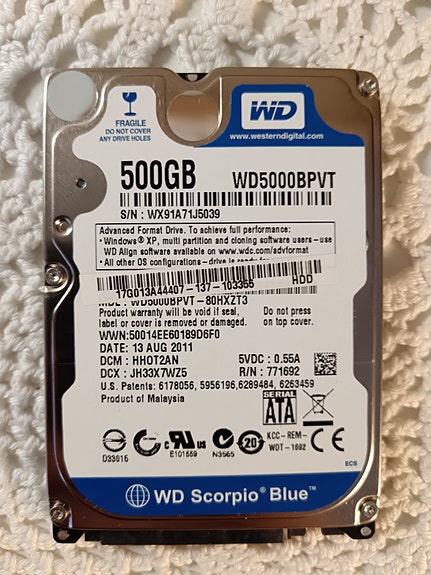 FRAGILE
DO NOT COVER
ANY DRIVE HOLES
WD
www.westerndigital.com
500GB WD5000BPVT
S/N : WX91A71J5039
Advanced Format Drive. To achieve full performance:
• Windows® XP, multi partition and cloning software users – use
WD Align software available on www.wdc.com/advformat
• All other OS configurations – drive is ready for
17G013A44407-137-103355 HDD
MDL: WD5000BPVT – 80HXZT3
Product warranty will be void if seal, Do not press
label or cover is removed or damaged. on top cover.
WWN:50014EE60189D6F0
DATE: 13 AUG 2011 5VDC : 0.55A
DCM : HHOT2AN R/N : 771692
DCX : JH33X7WZ5
U.S. Patents: 6178056, 5956196,6289484, 6263459
Product of Malaysia
SERIAL
ATA
D33016
C US
E101559
N3565
20
KCC-REM-
WDT-1882
CE
ECS
WD Scorpio® Blue™